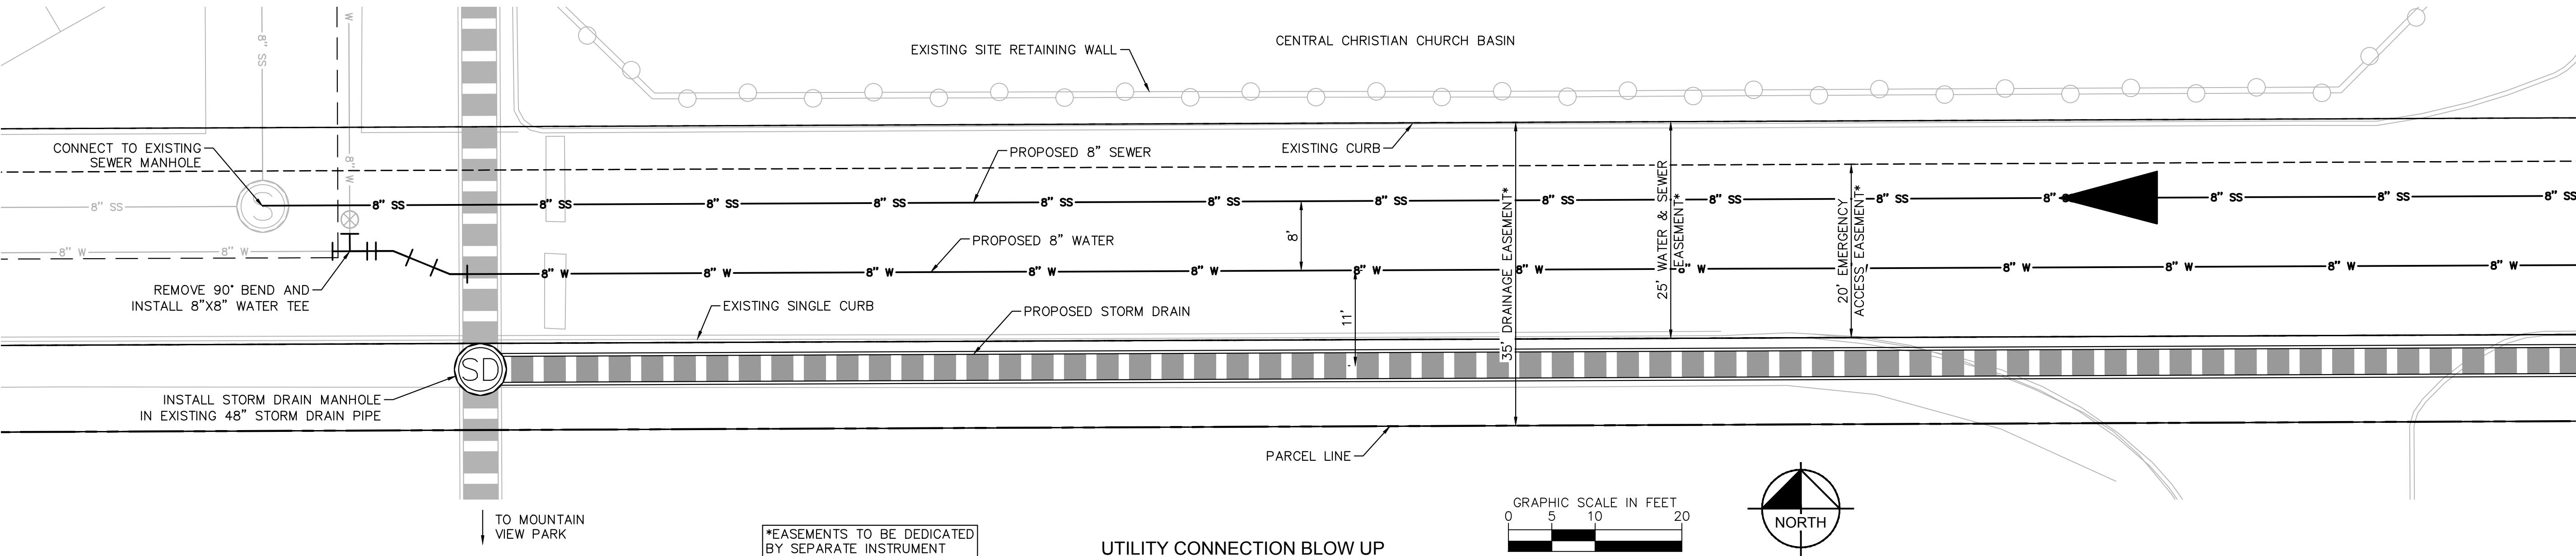 EXISTING SITE RETAINING WALL
CENTRAL CHRISTIAN CHURCH BASIN
8" SS
W
8" W
CONNECT TO EXISTING
SEWER MANHOLE
PROPOSED 8" SEWER
EXISTING CURB
8" SS
S
8" SS
8" SS
8" SS
8" SS
8" SS
8" SS
8" SS
8" SS
8" SS
8" SS
8"
8" SS
8" SS
8" SS
35' DRAINAGE EASEMENT*
25' WATER & SEWER
EASEMENT*
20' EMERGENCY
ACCESS EASEMENT*
8'
PROPOSED 8" WATER
8" W
8" W
8" W
8" W
8" W
8" W
8" W
8" W
8" W
8" W
8" W
8" W
8" W
8" W
REMOVE 90° BEND AND
INSTALL 8"X8" WATER TEE
EXISTING SINGLE CURB
PROPOSED STORM DRAIN
11'
SD
INSTALL STORM DRAIN MANHOLE
IN EXISTING 48" STORM DRAIN PIPE
PARCEL LINE
TO MOUNTAIN
VIEW PARK
*EASEMENTS TO BE DEDICATED
BY SEPARATE INSTRUMENT
UTILITY CONNECTION BLOW UP
GRAPHIC SCALE IN FEET
0 5 10 20
NORTH